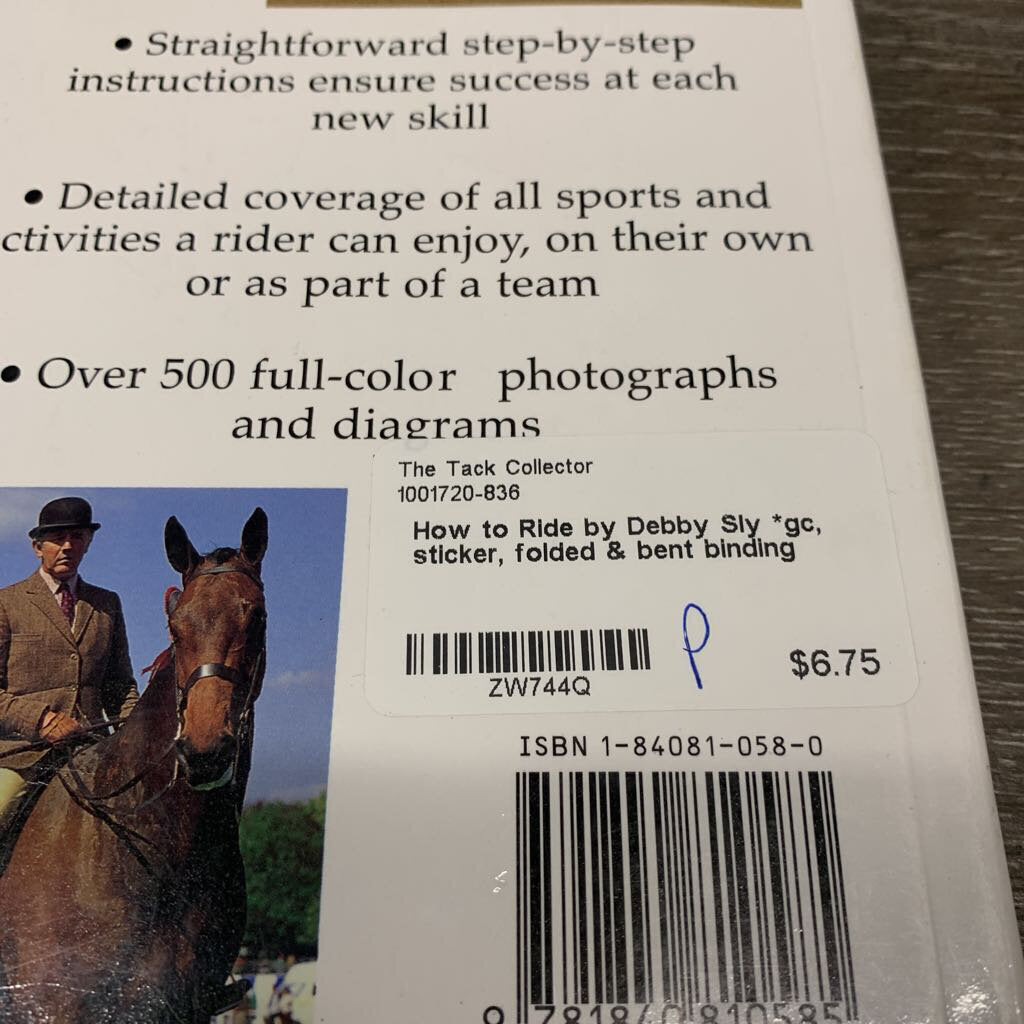 • Straightforward step-by-step
instructions ensure success at each
new skill
• Detailed coverage of all sports and
ctivities a rider can enjoy, on their own
or as part of a team
• Over 500 full-color photographs
and diagrams
The Tack Collector
1001720-836
How to Ride by Debby Sly *gc,
sticker, folded & bent binding
P
ZW744Q
$6.75
ISBN 1-84081-058-0
9 781840 810585